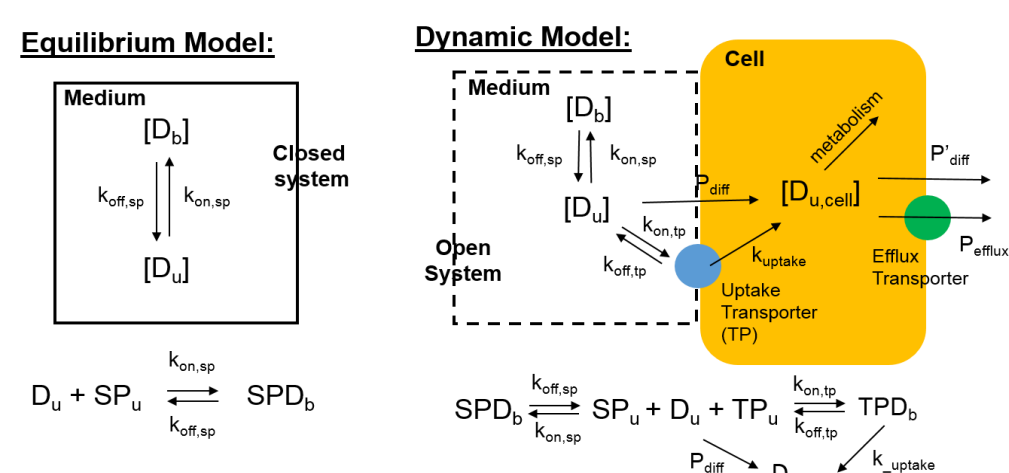 Equilibrium Model:
Medium
[Db]
Closed
system
koff,sp
kon,sp
[Du]
kon,sp
Du + SPu
SPDb
koff,sp
Dynamic Model:
Cell
Medium
[Db]
metabolism
koff,sp
kon,sp
P'diff
Pdiff
[Du,cell]
[Du]
kon,tp
Open
System
koff,tp
kuptake
Pefflux
Efflux
Transporter
Uptake
Transporter
(TP)
koff,sp
kon,tp
SPDb
SPu + Du + TPu
TPDb
kon,sp
koff,tp
Pdiff
k_uptake
D